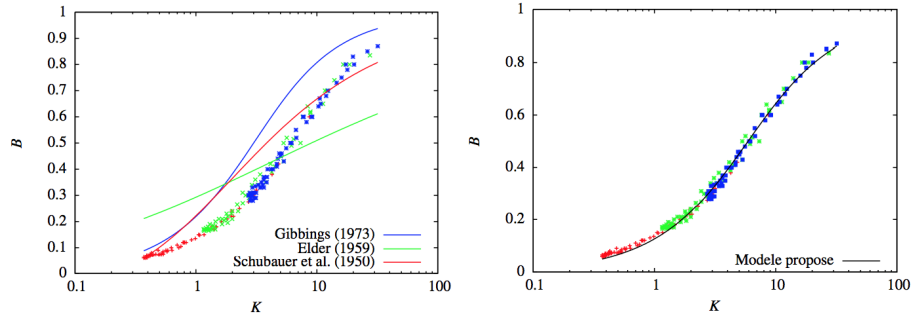 1
0.9
0.8
0.7
0.6
0.5
0.4
0.3
0.2
0.1
0
B
0.1 1 10 100
K
Gibbings (1973)
Elder (1959)
Schubauer et al. (1950)
1
0.8
0.6
0.4
0.2
0
B
0.1 1 10 100
K
Modele propose